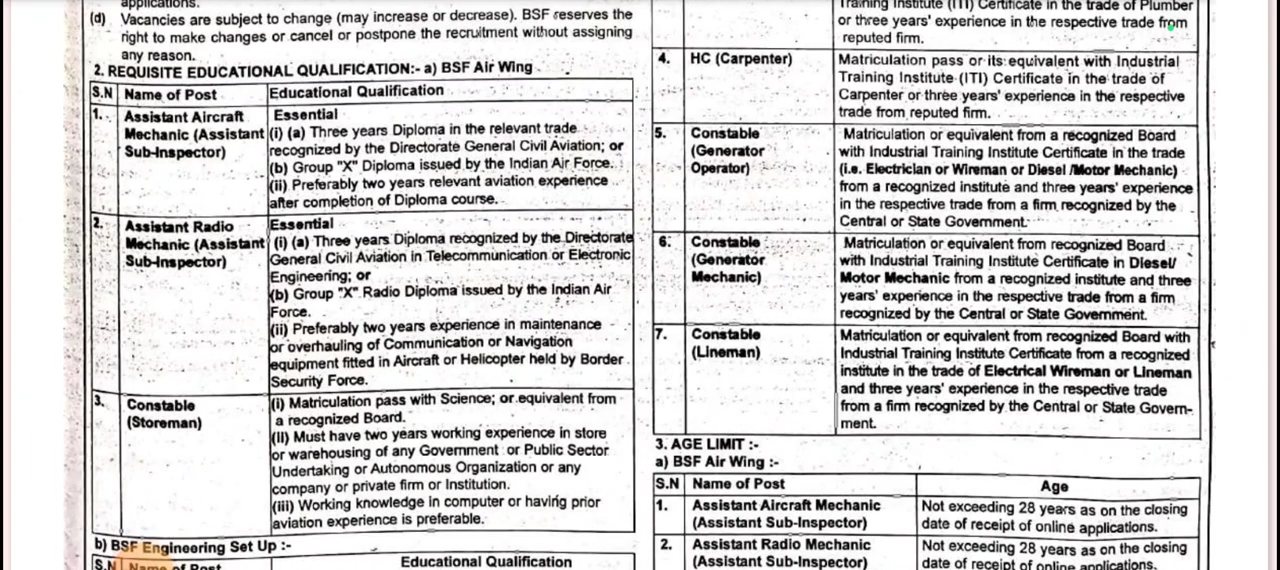 applications.
(d) Vacancies are subject to change (may increase or decrease). BSF reserves the
right to make changes or cancel or postpone the recruitment without assigning
any reason.
2. REQUISITE EDUCATIONAL QUALIFICATION:- a) BSF Air Wing
S.N Name of Post Educational Qualification
1. Assistant Aircraft
Mechanic (Assistant
Sub-Inspector)
Essential
(i) (a) Three years Diploma in the relevant trade
recognized by the Directorate General Civil Aviation; or
(b) Group "X" Diploma issued by the Indian Air Force.
(ii) Preferably two years relevant aviation experience
after completion of Diploma course.
2. Assistant Radio
Mechanic (Assistant
Sub-Inspector)
Essential
(i) (a) Three years Diploma recognized by the Directorate
General Civil Aviation in Telecommunication or Electronic
Engineering; or
(b) Group "X" Radio Diploma issued by the Indian Air
Force.
(ii) Preferably two years experience in maintenance
or overhauling of Communication or Navigation
equipment fitted in Aircraft or Helicopter held by Border
Security Force.
3. Constable
(Storeman)
(i) Matriculation pass with Science; or equivalent from
a recognized Board.
(ii) Must have two years working experience in store
or warehousing of any Government or Public Sector
Undertaking or Autonomous Organization or any
company or private firm or Institution.
(iii) Working knowledge in computer or having prior
aviation experience is preferable.
b) BSF Engineering Set Up :-
S.N Name of Post Educational Qualification
Training Institute (ITI) Certificate in the trade of Plumber
or three years' experience in the respective trade from
reputed firm.
4. HC (Carpenter)
Matriculation pass or its equivalent with Industrial
Training Institute (ITI) Certificate in the trade of
Carpenter or three years' experience in the respective
trade from reputed firm.
5. Constable
(Generator
Operator)
Matriculation or equivalent from a recognized Board
with Industrial Training Institute Certificate in the trade
(i.e. Electrician or Wireman or Diesel /Motor Mechanic)
from a recognized institute and three years' experience
in the respective trade from a firm recognized by the
Central or State Government.
6. Constable
(Generator
Mechanic)
Matriculation or equivalent from recognized Board
with Industrial Training Institute Certificate in Diesel/
Motor Mechanic from a recognized institute and three
years' experience in the respective trade from a firm
recognized by the Central or State Government.
7. Constable
(Lineman)
Matriculation or equivalent from recognized Board with
Industrial Training Institute Certificate from a recognized
institute in the trade of Electrical Wireman or Lineman
and three years' experience in the respective trade
from a firm recognized by the Central or State Govern-
ment.
3. AGE LIMIT :-
a) BSF Air Wing :-
S.N Name of Post Age
1. Assistant Aircraft Mechanic
(Assistant Sub-Inspector)
Not exceeding 28 years as on the closing
date of receipt of online applications.
2. Assistant Radio Mechanic
(Assistant Sub-Inspector)
Not exceeding 28 years as on the closing
date of receipt of online applications.